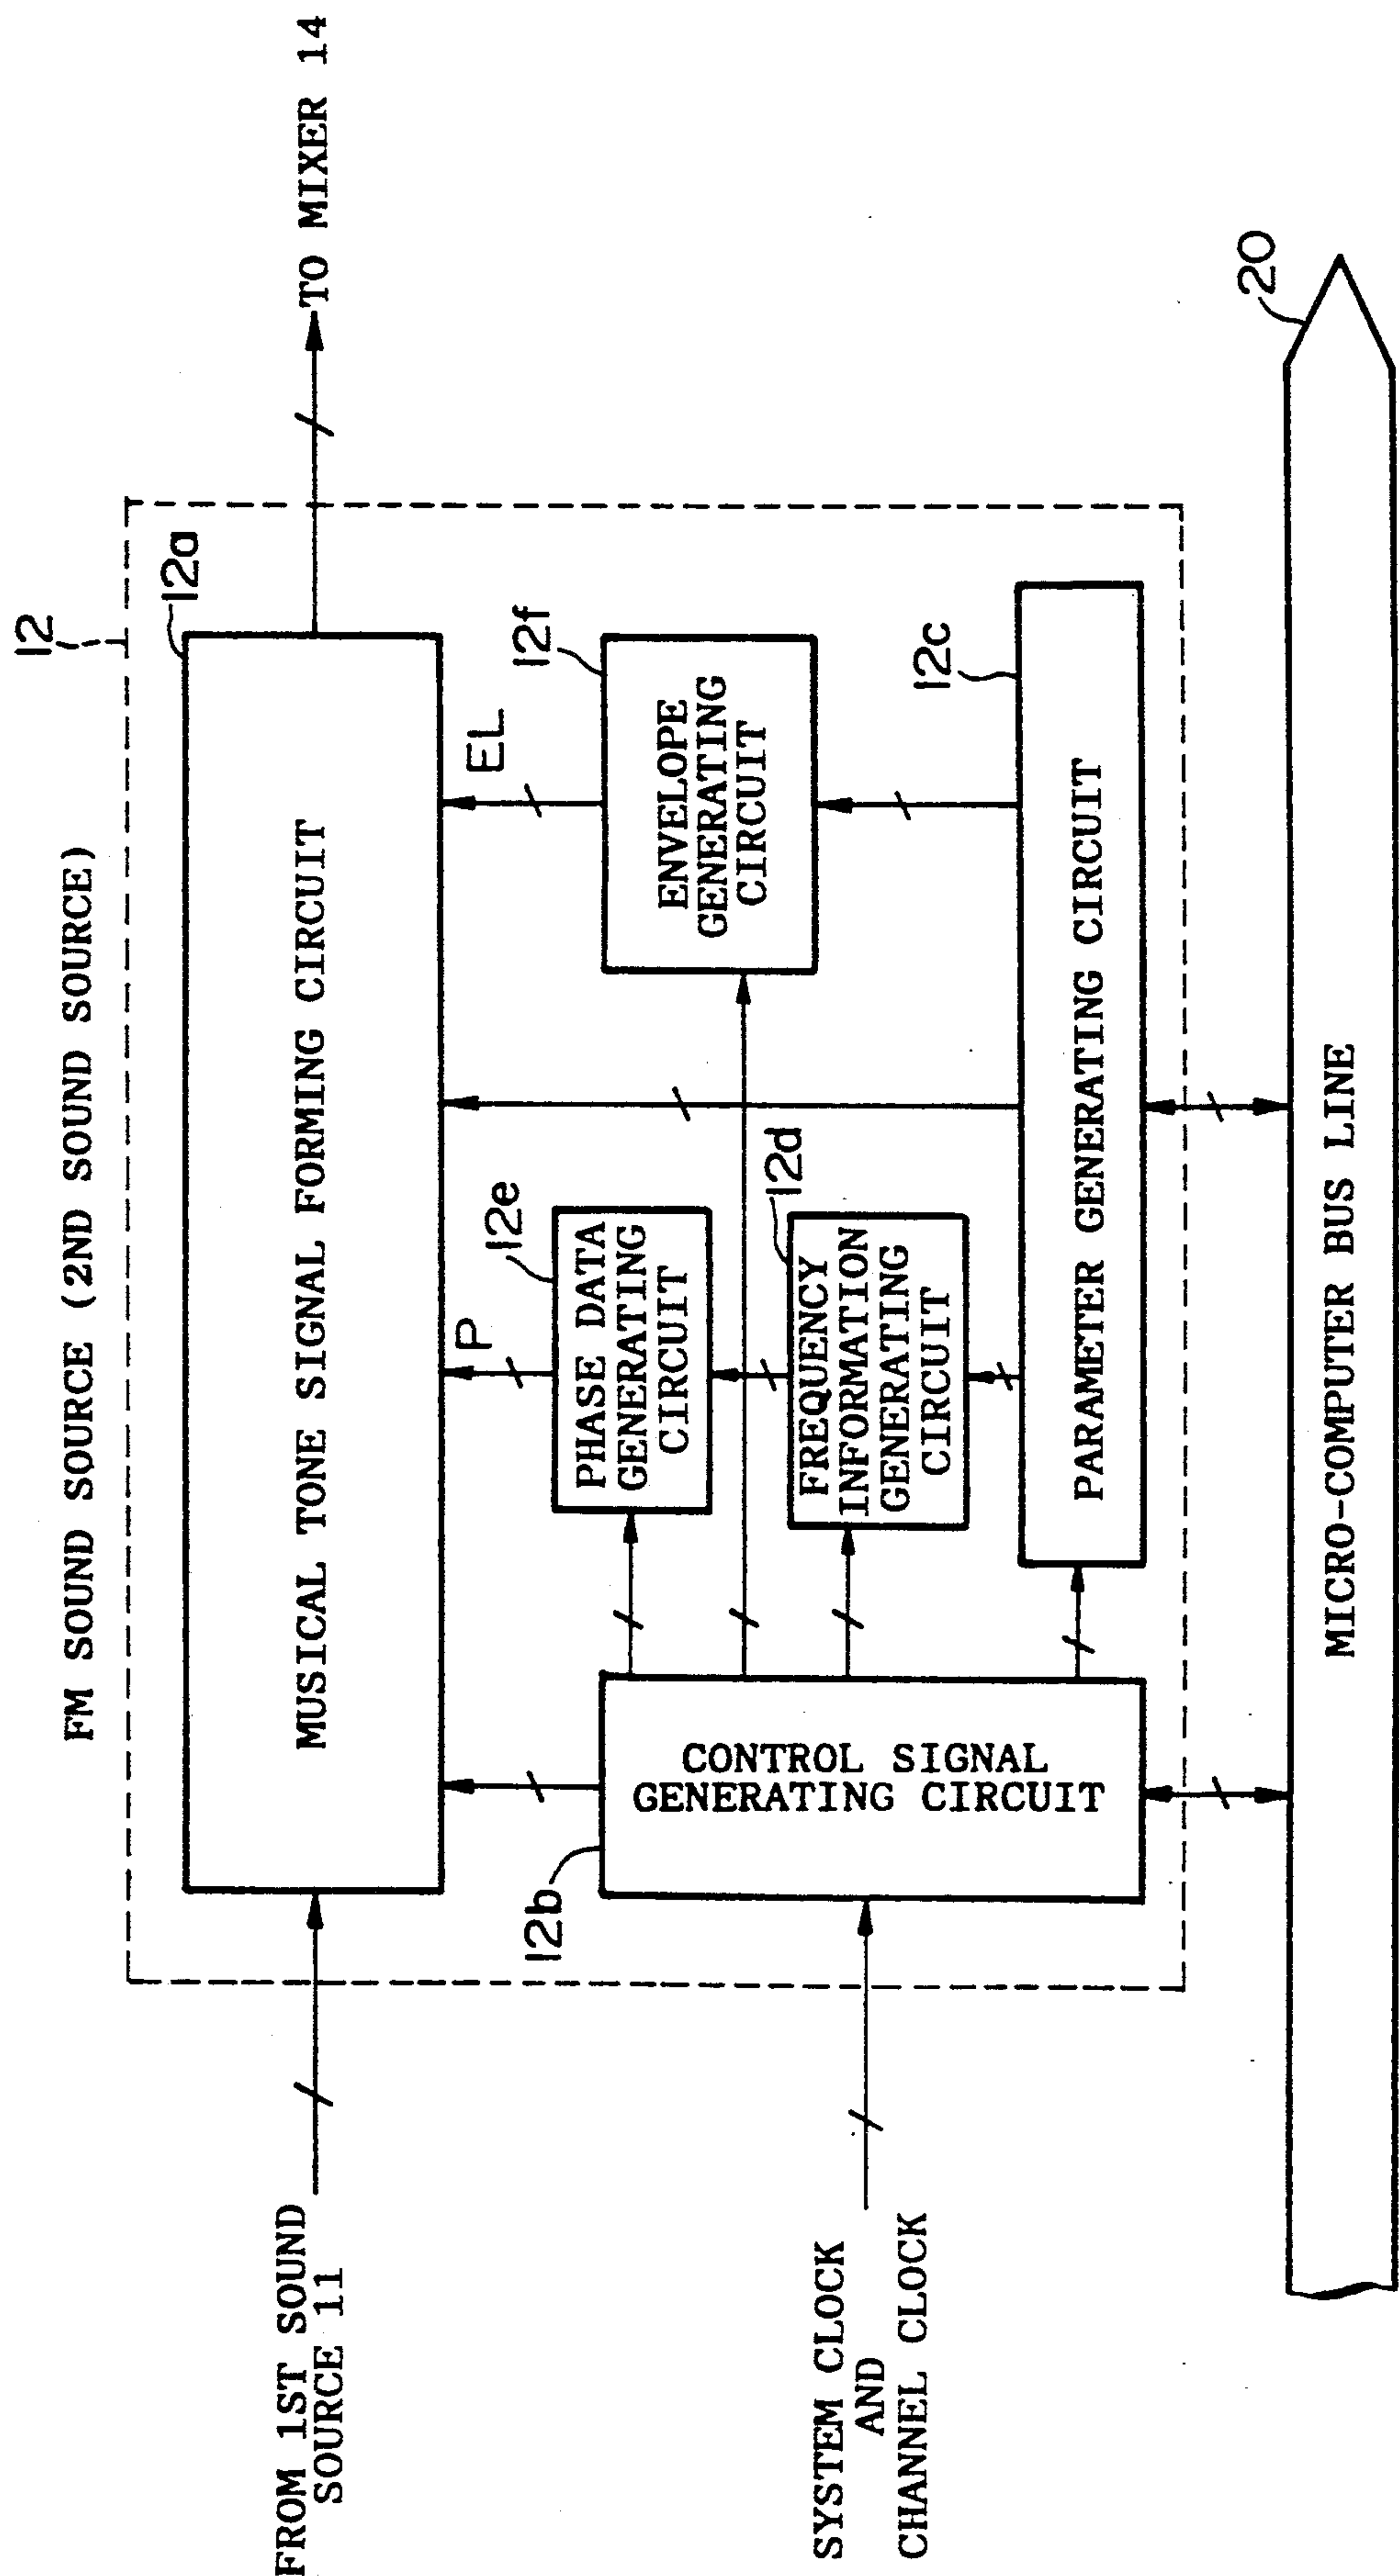 FM SOUND SOURCE (2ND SOUND SOURCE)
12
12a
FROM 1ST SOUND
SOURCE 11
MUSICAL TONE SIGNAL FORMING CIRCUIT
TO MIXER 14
P
EL
12e
12f
PHASE DATA
GENERATING
CIRCUIT
ENVELOPE
GENERATING
CIRCUIT
12b
CONTROL SIGNAL
GENERATING CIRCUIT
12d
FREQUENCY
INFORMATION
GENERATING
CIRCUIT
SYSTEM CLOCK
AND
CHANNEL CLOCK
12c
PARAMETER GENERATING CIRCUIT
20
MICRO-COMPUTER BUS LINE